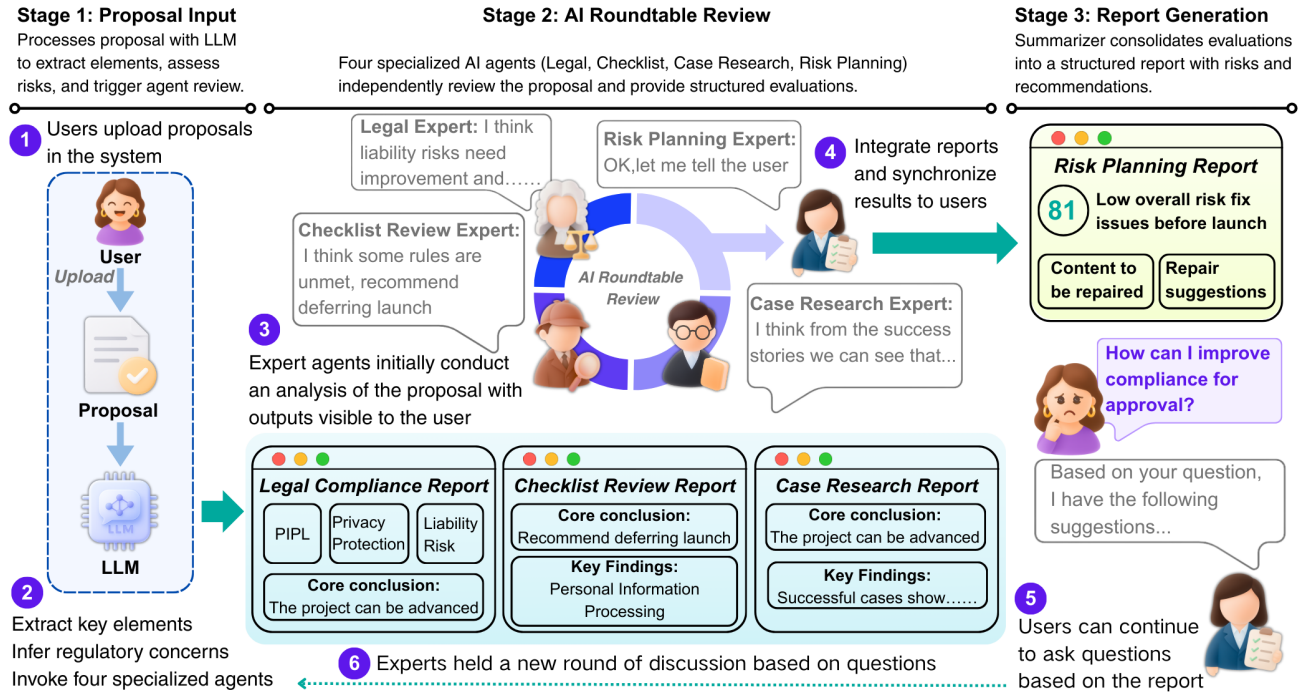 Stage 1: Proposal Input
Processes proposal with LLM
to extract elements, assess
risks, and trigger agent review.
Stage 2: AI Roundtable Review
Four specialized AI agents (Legal, Checklist, Case Research, Risk Planning)
independently review the proposal and provide structured evaluations.
Stage 3: Report Generation
Summarizer consolidates evaluations
into a structured report with risks and
recommendations.
1
Users upload proposals
in the system
User
Upload
Proposal
LLM
LLM
2
Extract key elements
Infer regulatory concerns
Invoke four specialized agents
Legal Expert: I think
liability risks need
improvement and……
Risk Planning Expert:
OK,let me tell the user
Checklist Review Expert:
I think some rules are
unmet, recommend
deferring launch
AI Roundtable
Review
Case Research Expert:
I think from the success
stories we can see that...
3
Expert agents initially conduct
an analysis of the proposal with
outputs visible to the user
4
Integrate reports
and synchronize
results to users
Legal Compliance Report
PIPL
Privacy
Protection
Liability
Risk
Core conclusion:
The project can be advanced
Checklist Review Report
Core conclusion:
Recommend deferring launch
Key Findings:
Personal Information
Processing
Case Research Report
Core conclusion:
The project can be advanced
Key Findings:
Successful cases show……
Risk Planning Report
81
Low overall risk fix
issues before launch
Content to
be repaired
Repair
suggestions
How can I improve
compliance for
approval?
Based on your question,
I have the following
suggestions...
5
Users can continue
to ask questions
based on the report
6
Experts held a new round of discussion based on questions